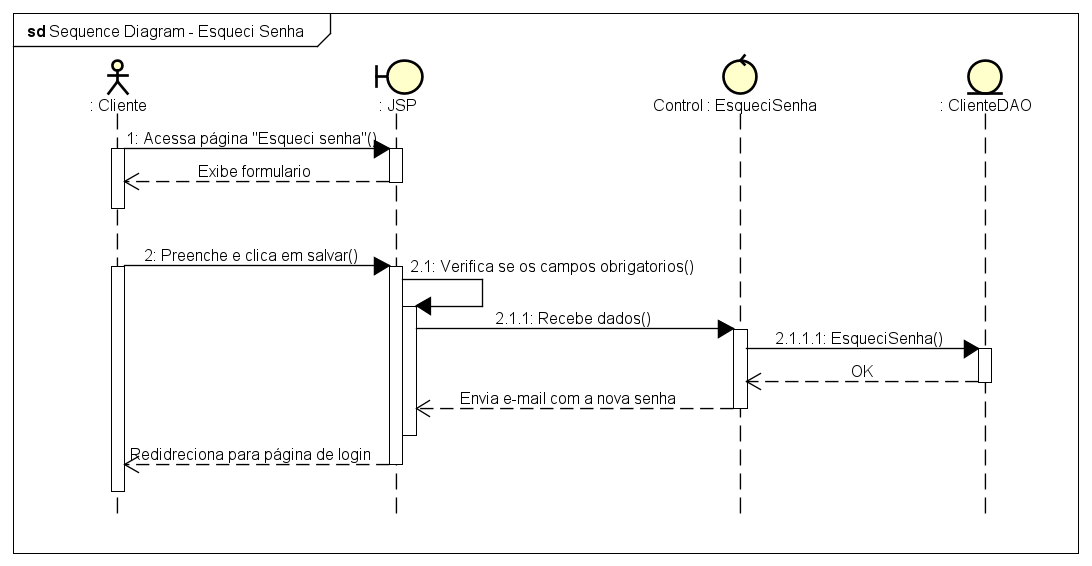 sd Sequence Diagram - Esqueci Senha
: Cliente
: JSP
Control : EsqueciSenha
: ClienteDAO
1: Acessa página "Esqueci senha"()
Exibe formulario
2: Preenche e clica em salvar()
2.1: Verifica se os campos obrigatorios()
2.1.1: Recebe dados()
2.1.1.1: EsqueciSenha()
OK
Envia e-mail com a nova senha
Redidreciona para página de login